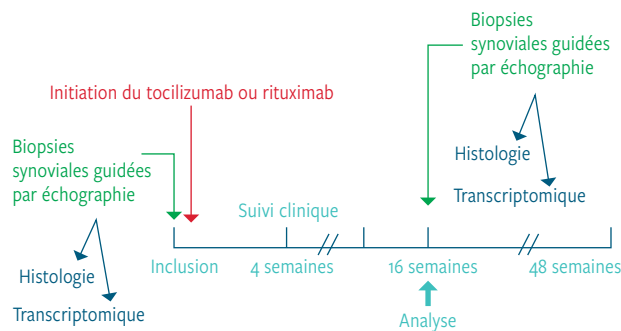 Biopsies
synoviales guidées
par échographie
Histologie
Transcriptomique
Initiation du tocilizumab ou rituximab
Biopsies
synoviales guidées
par échographie
Histologie
Transcriptomique
Suivi clinique
Inclusion
4 semaines
16 semaines
48 semaines
Analyse